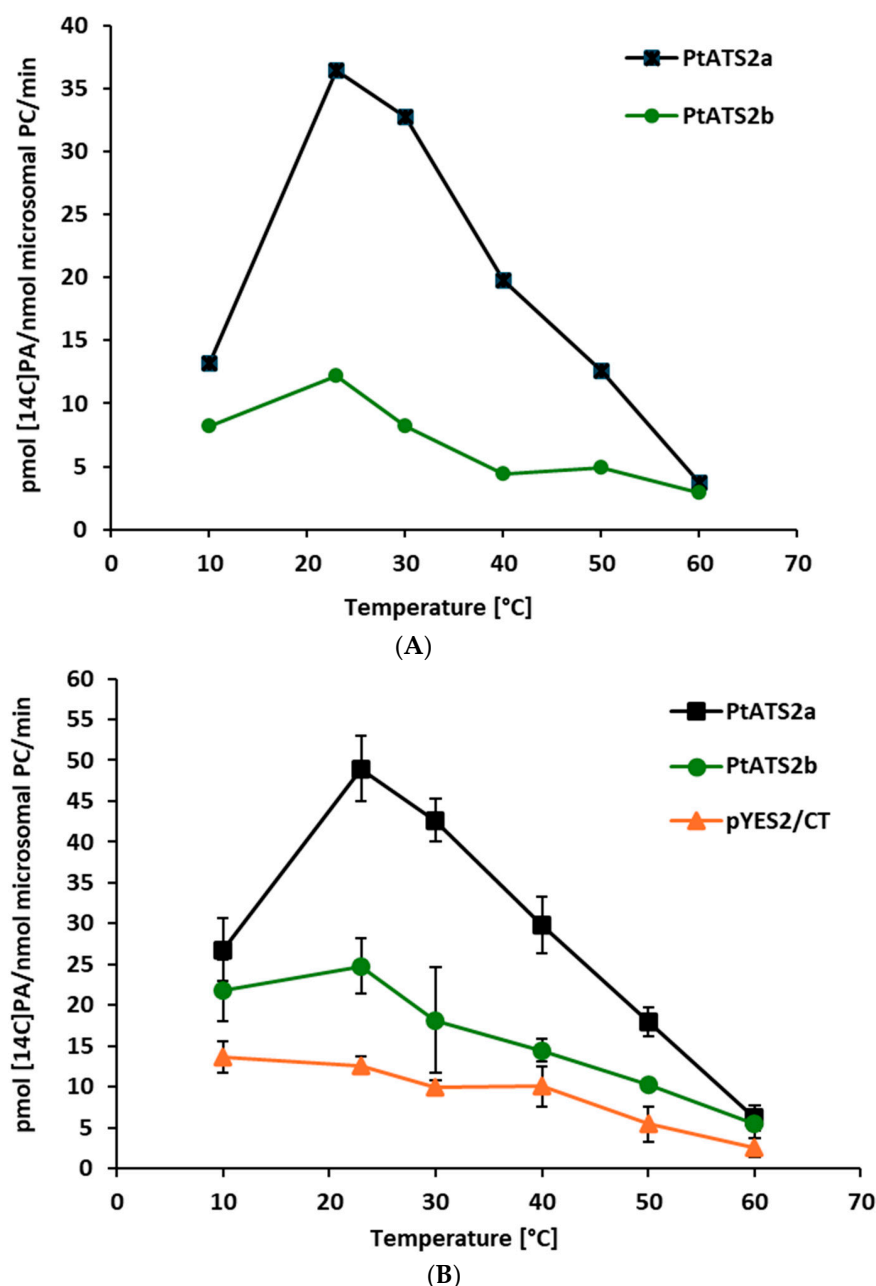 40
35
30
25
20
15
10
5
0
pmol [14C]PA/nmol microsomal PC/min
PtATS2a
PtATS2b
0 10 20 30 40 50 60 70
Temperature [°C]
(A)
60
55
50
45
40
35
30
25
20
15
10
5
0
pmol [14C]PA/nmol microsomal PC/min
PtATS2a
PtATS2b
pYES2/CT
0 10 20 30 40 50 60 70
Temperature [°C]
(B)